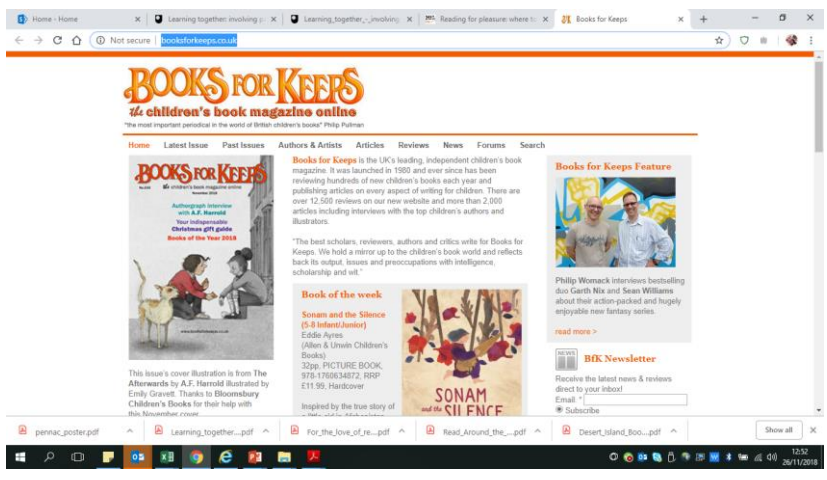 Home - Home
Learning together: involving p
Learning_together_-_involving
Reading for pleasure: where to
Books for Keeps
Not secure | booksforkeeps.co.uk
BOOKS FOR KEEPS
the children's book magazine online
"the most important periodical in the world of British children's books" Philip Pullman
Home Latest Issue Past Issues Authors & Artists Articles Reviews News Forums Search
BOOKS FOR KEEPS
the children's book magazine online
November 2018
Authorgraph interview
with A.F. Harrold
Your indispensable
Christmas gift guide
Books of the Year 2018
www.booksforkeeps.co.uk
This issue's cover illustration is from The
Afterwards by A.F. Harrold illustrated by
Emily Gravett. Thanks to Bloomsbury
Children's Books for their help with
this November cover.
Books for Keeps is the UK's leading, independent children's book
magazine. It was launched in 1980 and ever since has been
reviewing hundreds of new children's books each year and
publishing articles on every aspect of writing for children. There are
over 12,500 reviews on our new website and more than 2,000
articles including interviews with the top children's authors and
illustrators.
"The best scholars, reviewers, authors and critics write for Books for
Keeps. We hold a mirror up to the children's book world and reflects
back its output, issues and preoccupations with intelligence,
scholarship and wit."
Book of the week
Sonam and the Silence
(5-8 Infant/Junior)
Eddie Ayres
(Allen & Unwin Children's
Books)
32pp, PICTURE BOOK,
978-1760634872, RRP
£11.99, Hardcover
Inspired by the true story of
SONAM
and the SILENCE
Books for Keeps Feature
Philip Womack interviews bestselling
duo Garth Nix and Sean Williams
about their action-packed and hugely
enjoyable new fantasy series.
read more >
NEWS
BfK Newsletter
Receive the latest news & reviews
direct to your inbox!
Email *
Subscribe
pennac_poster.pdf
Learning_together....pdf
For_the_love_of_re....pdf
Read_Around_the_....pdf
Desert_Island_Boo....pdf
Show all
12:52
26/11/2018